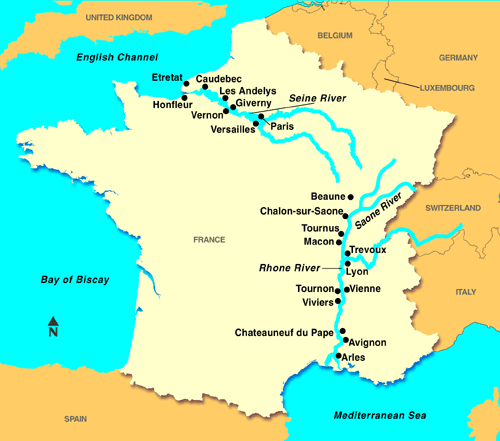 UNITED KINGDOM
BELGIUM
GERMANY
LUXEMBOURG
English Channel
Etretat
Caudebec
Les Andelys
Giverny
Seine River
Honfleur
Vernon
Versailles
Paris
Beaune
Saone River
Chalon-sur-Saone
SWITZERLAND
Tournus
Macon
FRANCE
Trevoux
Rhone River
Lyon
ITALY
Bay of Biscay
Tournon
Vienne
Viviers
N
Chateauneuf du Pape
Avignon
Arles
SPAIN
Mediterranean Sea